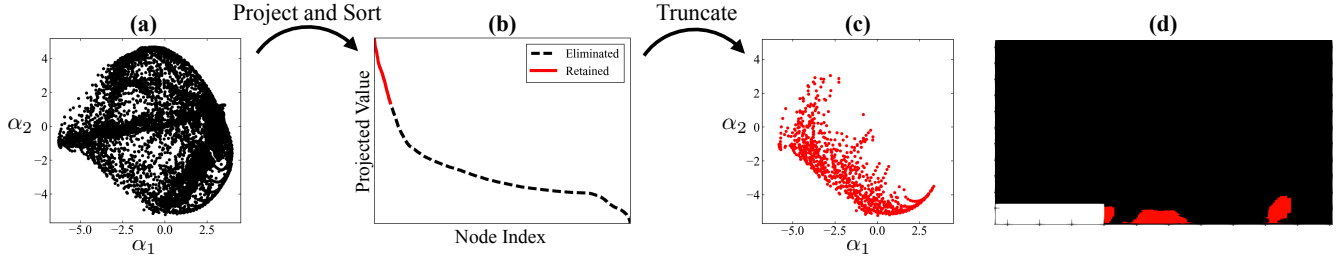 (a)
Project and Sort
(b)
Truncate
(c)
(d)
4
2
0
−2
−4
α2
−5.0
−2.5
0.0
2.5
α1
Projected Value
Eliminated
Retained
Node Index
4
2
0
−2
−4
α2
−5.0
−2.5
0.0
2.5
α1